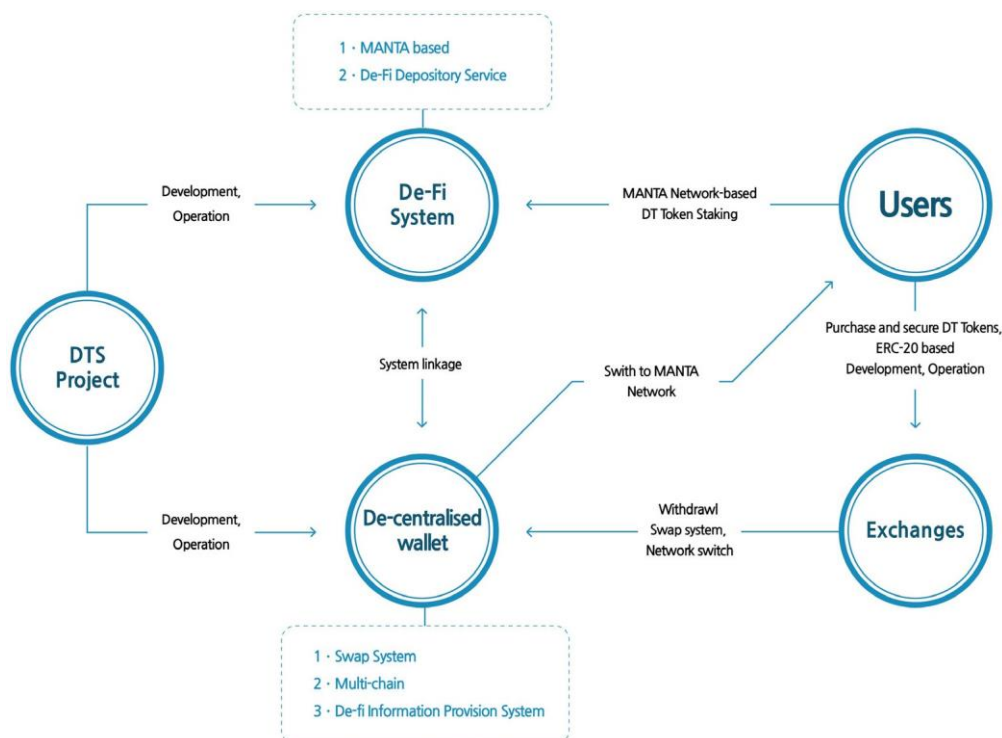 1 · MANTA based
2 · De-Fi Depository Service
Development,
Operation
De-Fi
System
MANTA Network-based
DT Token Staking
Users
DTS
Project
System linkage
Swith to MANTA
Network
Purchase and secure DT Tokens,
ERC-20 based
Development, Operation
Development,
Operation
De-centralised
wallet
Withdrawl
Swap system,
Network switch
Exchanges
1 · Swap System
2 · Multi-chain
3 · De-fi Information Provision System